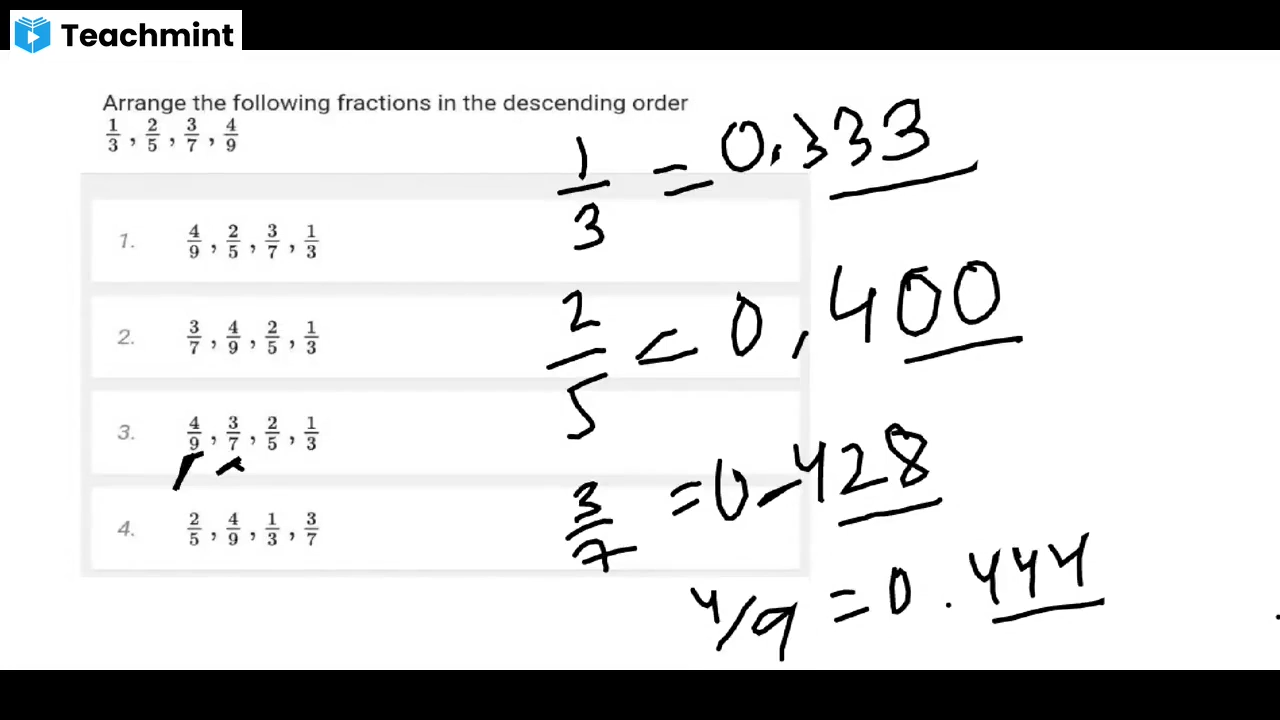 Teachmint
Arrange the following fractions in the descending order
1/3 , 2/5 , 3/7 , 4/9
1. 4/9 , 2/5 , 3/7 , 1/3
2. 3/7 , 4/9 , 2/5 , 1/3
3. 4/9 , 3/7 , 2/5 , 1/3
4. 2/5 , 4/9 , 1/3 , 3/7
1/3 = 0.333
2/5 = 0,400
3/7 = 0.428
4/9 = 0.444